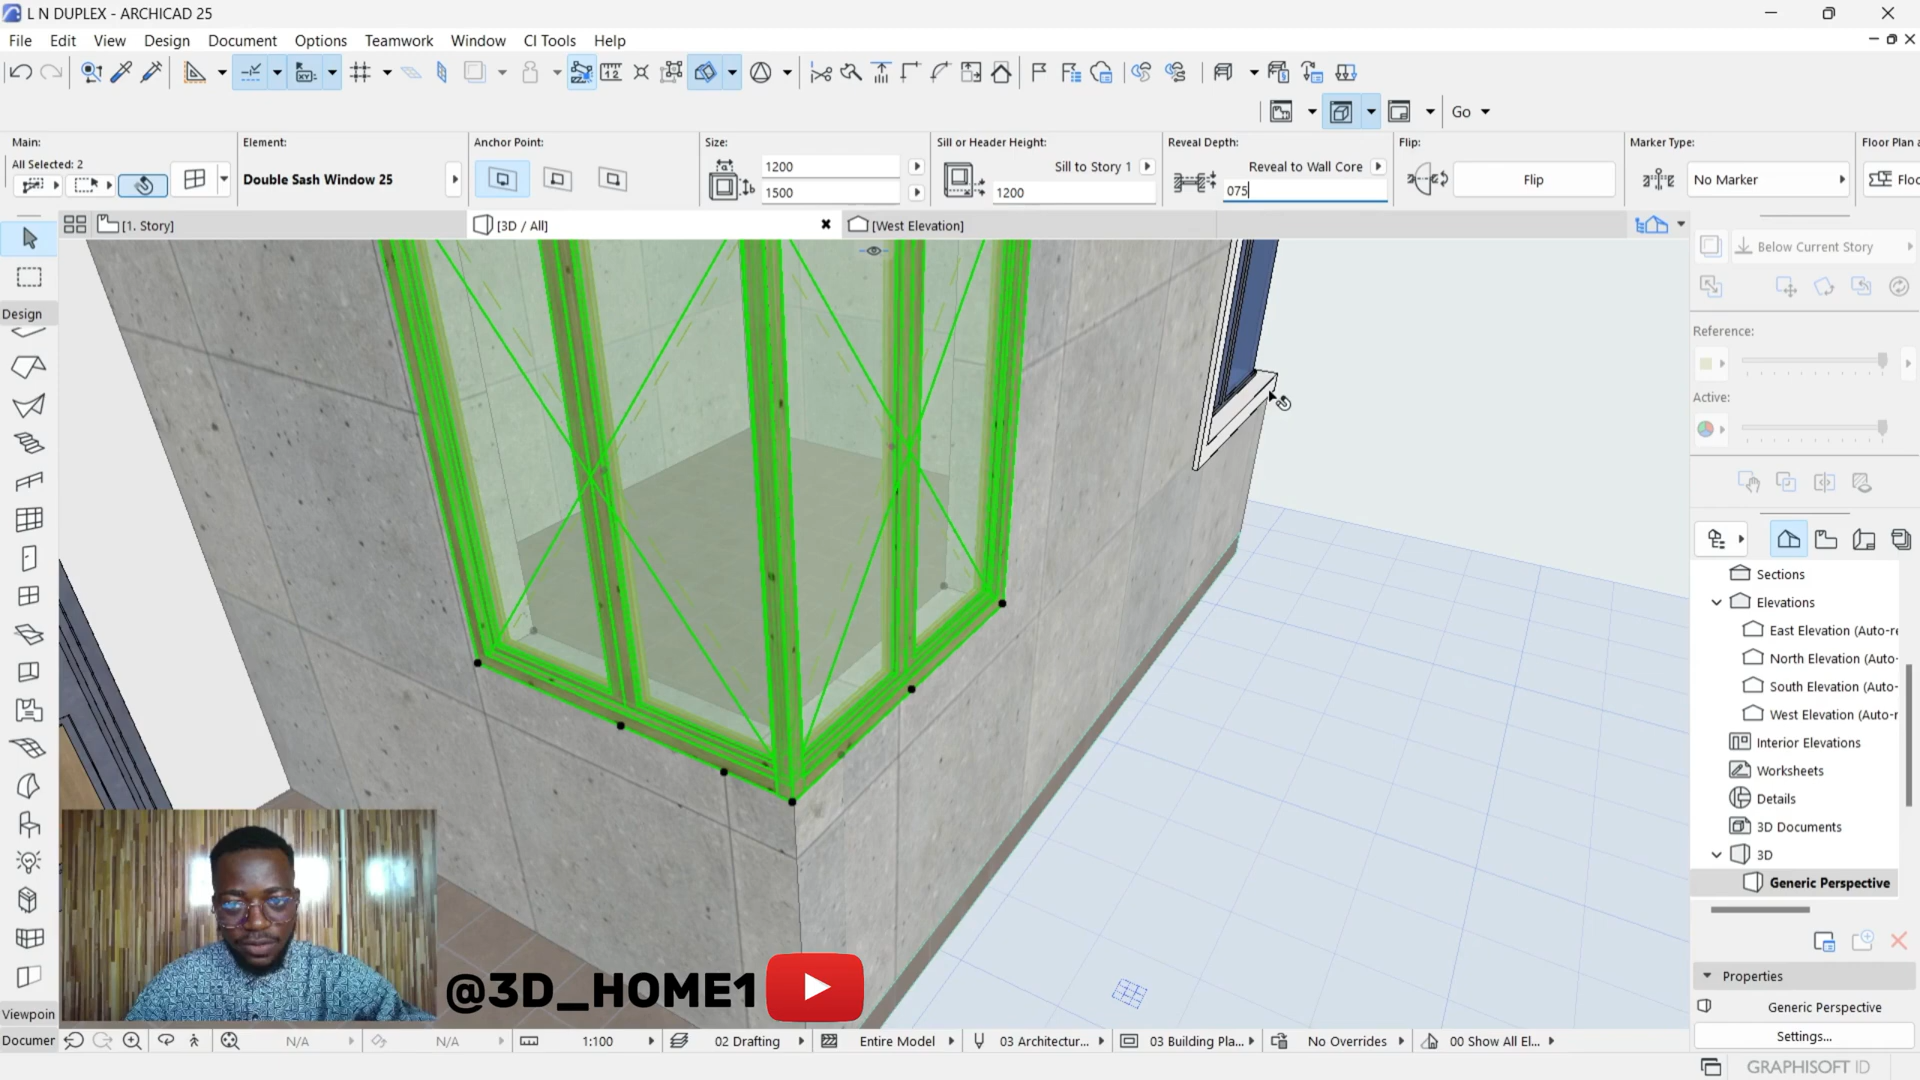 L N DUPLEX - ARCHICAD 25
File Edit View Design Document Options Teamwork Window CI Tools Help
Go
Main: Element: Anchor Point: Size: Sill or Header Height: Reveal Depth: Flip: Marker Type: Floor Plan a
All Selected: 2
Double Sash Window 25
1200
1500
Sill to Story 1
1200
Reveal to Wall Core
075
Flip
No Marker
Floo
[1. Story] [3D / All] [West Elevation]
Below Current Story
Design
Reference:
Active:
Sections
Elevations
East Elevation (Auto-re
North Elevation (Auto-
South Elevation (Auto-
West Elevation (Auto-r
Interior Elevations
Worksheets
Details
3D Documents
3D
Generic Perspective
Properties
Generic Perspective
Settings...
@3D_HOME1
Viewpoin
Documer
N/A N/A 1:100 02 Drafting Entire Model 03 Architectur... 03 Building Pla... No Overrides 00 Show All El...
GRAPHISOFT ID